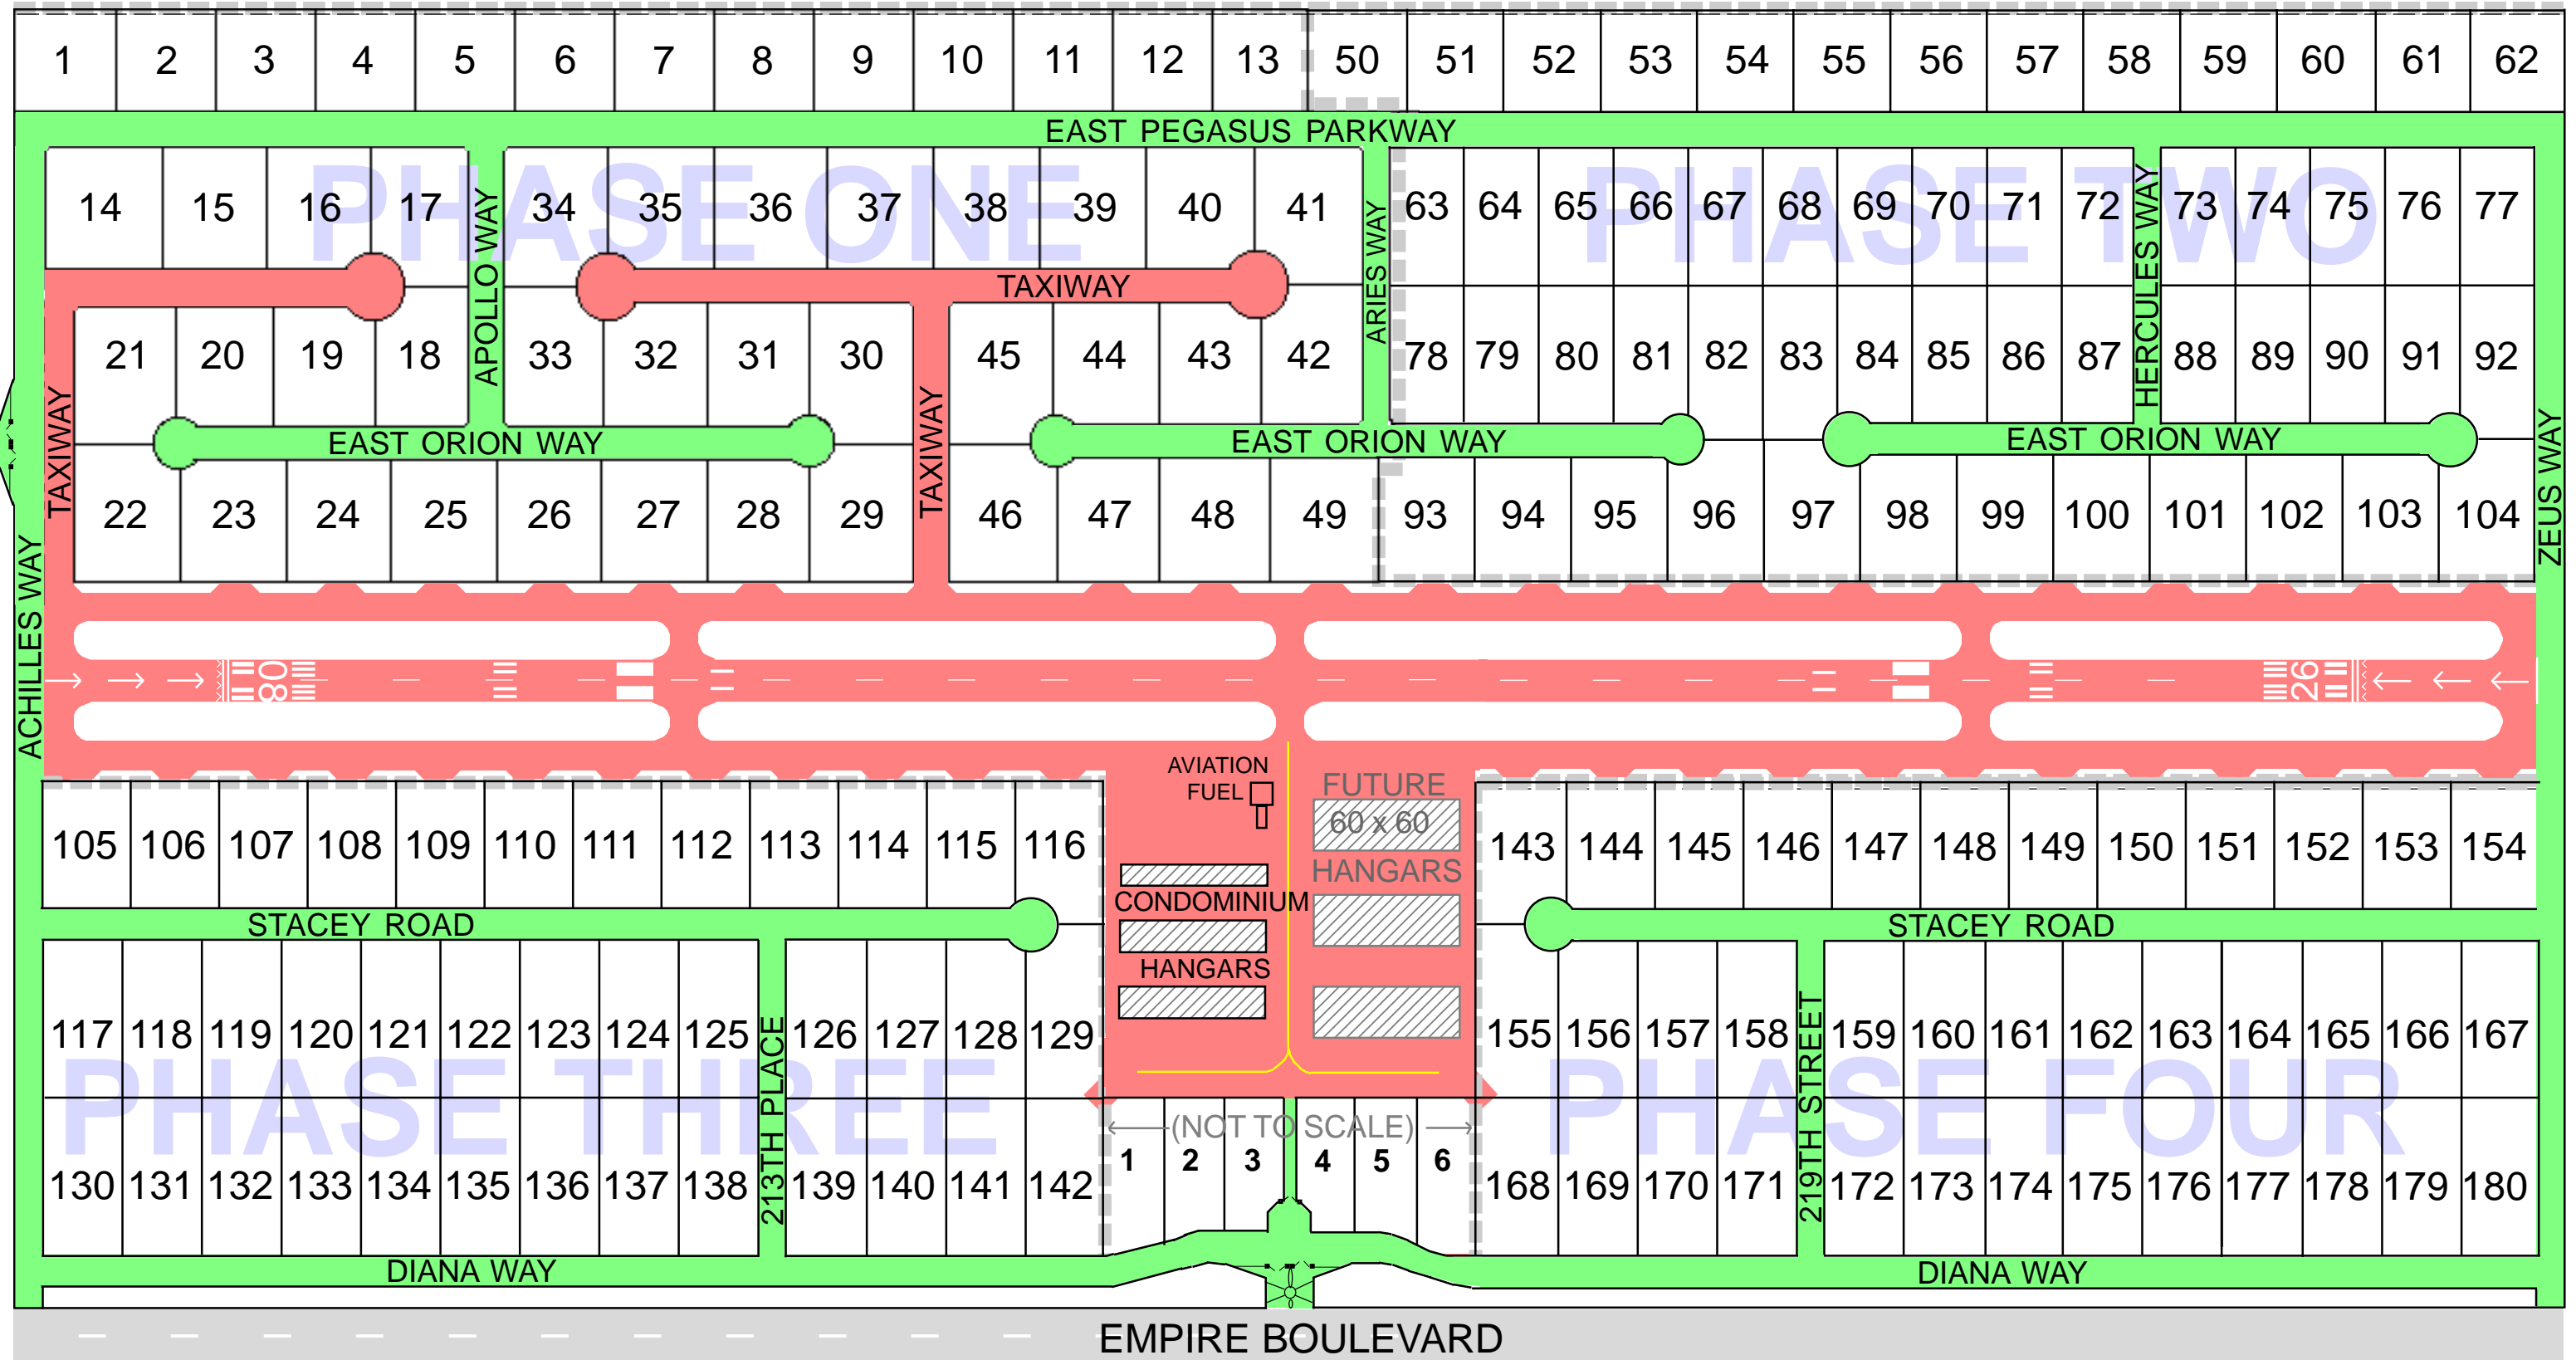 1 2 3 4 5 6 7 8 9 10 11 12 13 50 51 52 53 54 55 56 57 58 59 60 61 62
EAST PEGASUS PARKWAY
PHASE ONE
PHASE TWO
14 15 16 17 34 35 36 37 38 39 40 41 63 64 65 66 67 68 69 70 71 72 73 74 75 76 77
APOLLO WAY
ARIES WAY
HERCULES WAY
TAXIWAY
21 20 19 18 33 32 31 30 45 44 43 42 78 79 80 81 82 83 84 85 86 87 88 89 90 91 92
TAXIWAY
TAXIWAY
EAST ORION WAY
EAST ORION WAY
EAST ORION WAY
22 23 24 25 26 27 28 29 46 47 48 49 93 94 95 96 97 98 99 100 101 102 103 104
ACHILLES WAY
ZEUS WAY
08
26
AVIATION
FUEL
FUTURE
60 x 60
HANGARS
CONDOMINIUM
HANGARS
105 106 107 108 109 110 111 112 113 114 115 116 143 144 145 146 147 148 149 150 151 152 153 154
STACEY ROAD
STACEY ROAD
117 118 119 120 121 122 123 124 125 126 127 128 129 155 156 157 158 159 160 161 162 163 164 165 166 167
PHASE THREE
PHASE FOUR
213TH PLACE
219TH STREET
(NOT TO SCALE)
1 2 3 4 5 6
130 131 132 133 134 135 136 137 138 139 140 141 142 168 169 170 171 172 173 174 175 176 177 178 179 180
DIANA WAY
DIANA WAY
EMPIRE BOULEVARD